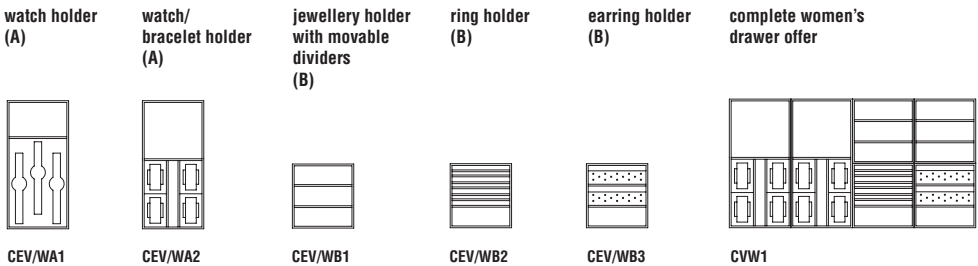 watch holder
(A)
watch/
bracelet holder
(A)
jewellery holder
with movable
dividers
(B)
ring holder
(B)
earring holder
(B)
complete women’s
drawer offer
CEV/WA1
CEV/WA2
CEV/WB1
CEV/WB2
CEV/WB3
CVW1